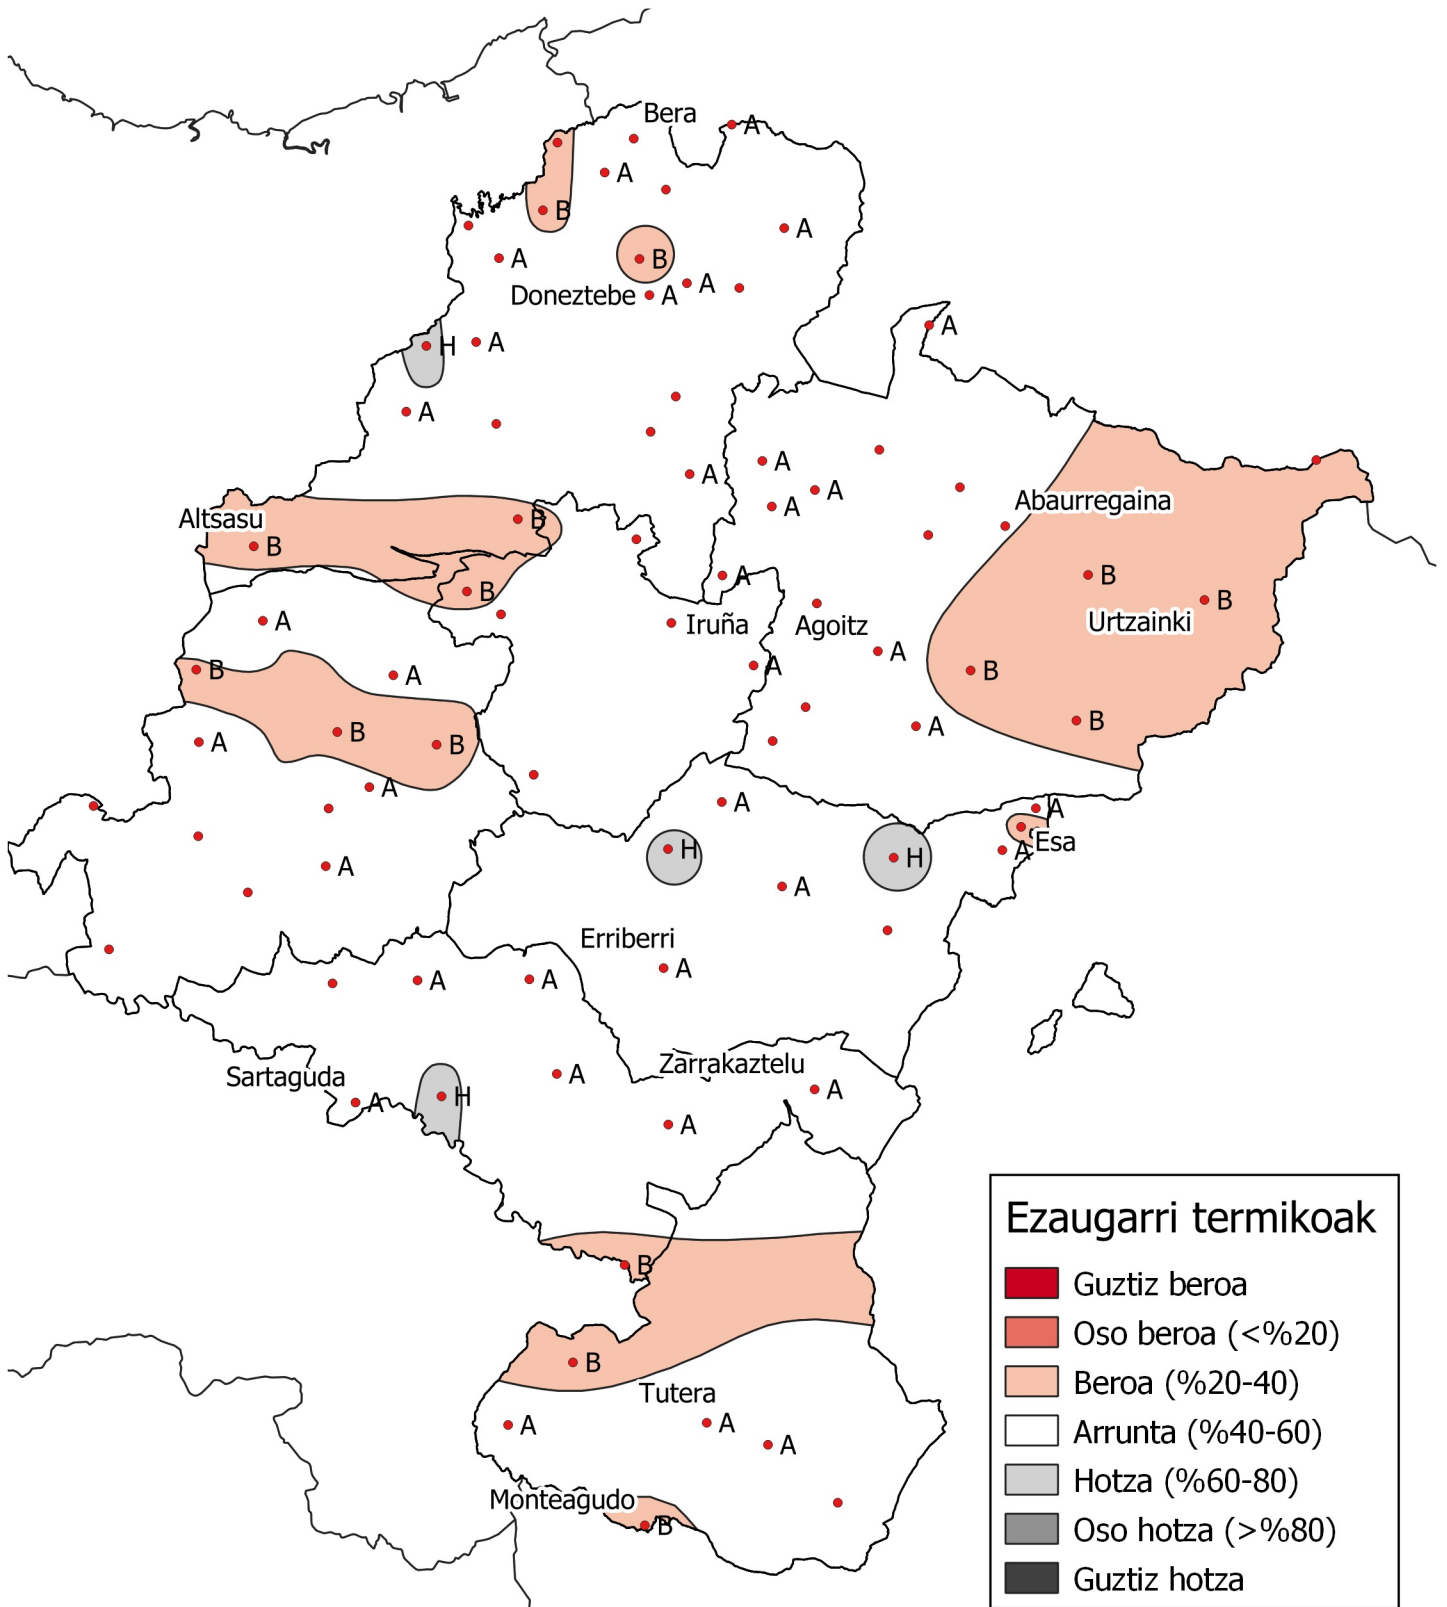 Bera
A
A
B
A
A
B
A
Doneztebe
A
A
H
A
A
A
A
A
A
Abaurregaina
A
Altsasu
B
B
A
B
B
B
A
Iruña
Agoitz
Urtzainki
A
A
B
B
A
B
A
B
A
B
A
A
A
A
Esa
A
H
H
A
A
Erriberri
A
A
A
Zarrakaztelu
A
Sartaguda
A
A
H
A
B
B
Tutera
A
A
A
Monteagudo
B
Ezaugarri termikoak
Guztiz beroa
Oso beroa (<%20)
Beroa (%20-40)
Arrunta (%40-60)
Hotza (%60-80)
Oso hotza (>%80)
Guztiz hotza